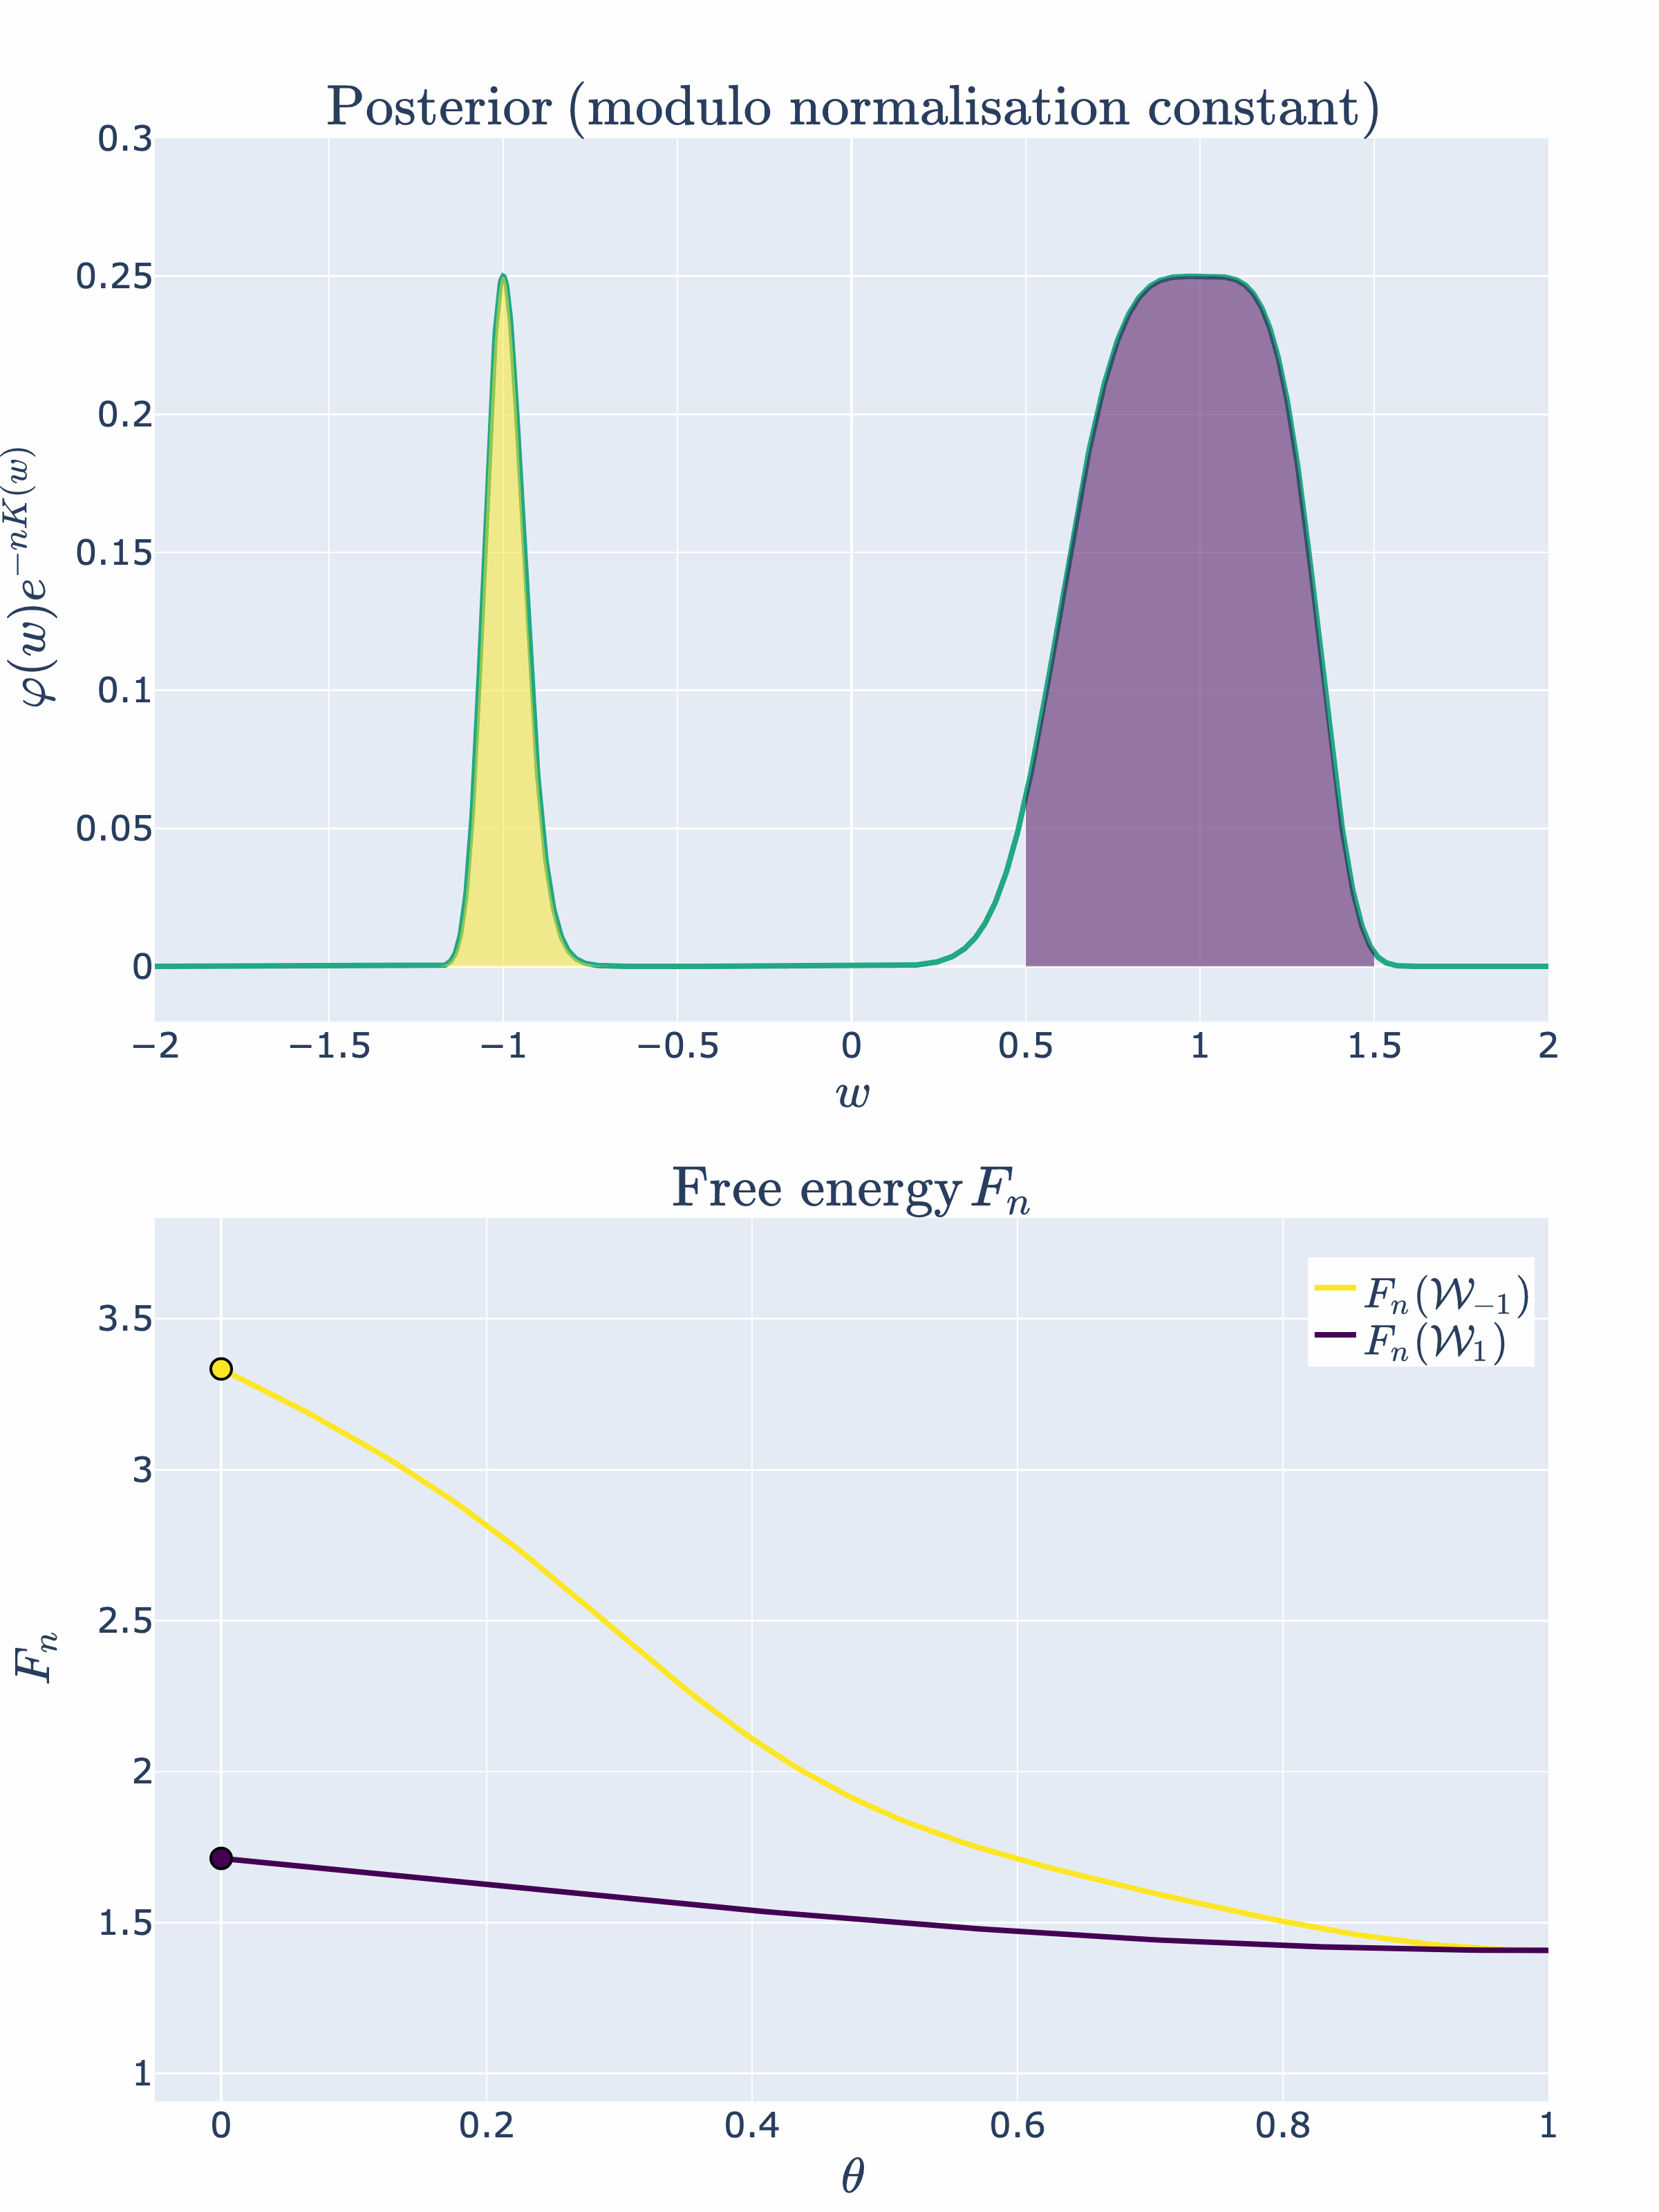 Posterior (modulo normalisation constant)
0.3
0.25
0.2
0.15
0.1
0.05
0
φ(w)e^{−nK(w)}
−2 −1.5 −1 −0.5 0 0.5 1 1.5 2
w
Free energy F_n
F_n(𝒲_{−1})
F_n(𝒲_1)
3.5
3
2.5
2
1.5
1
F_n
0 0.2 0.4 0.6 0.8 1
θ